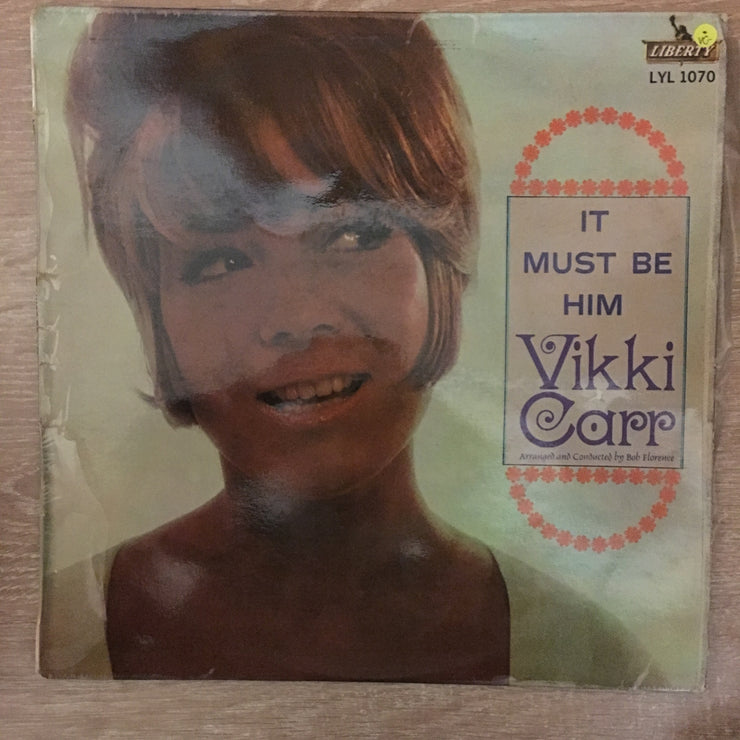 LIBERTY
LYL 1070
IT
MUST BE
HIM
Vikki
Carr
Arranged and Conducted by Bob Florence